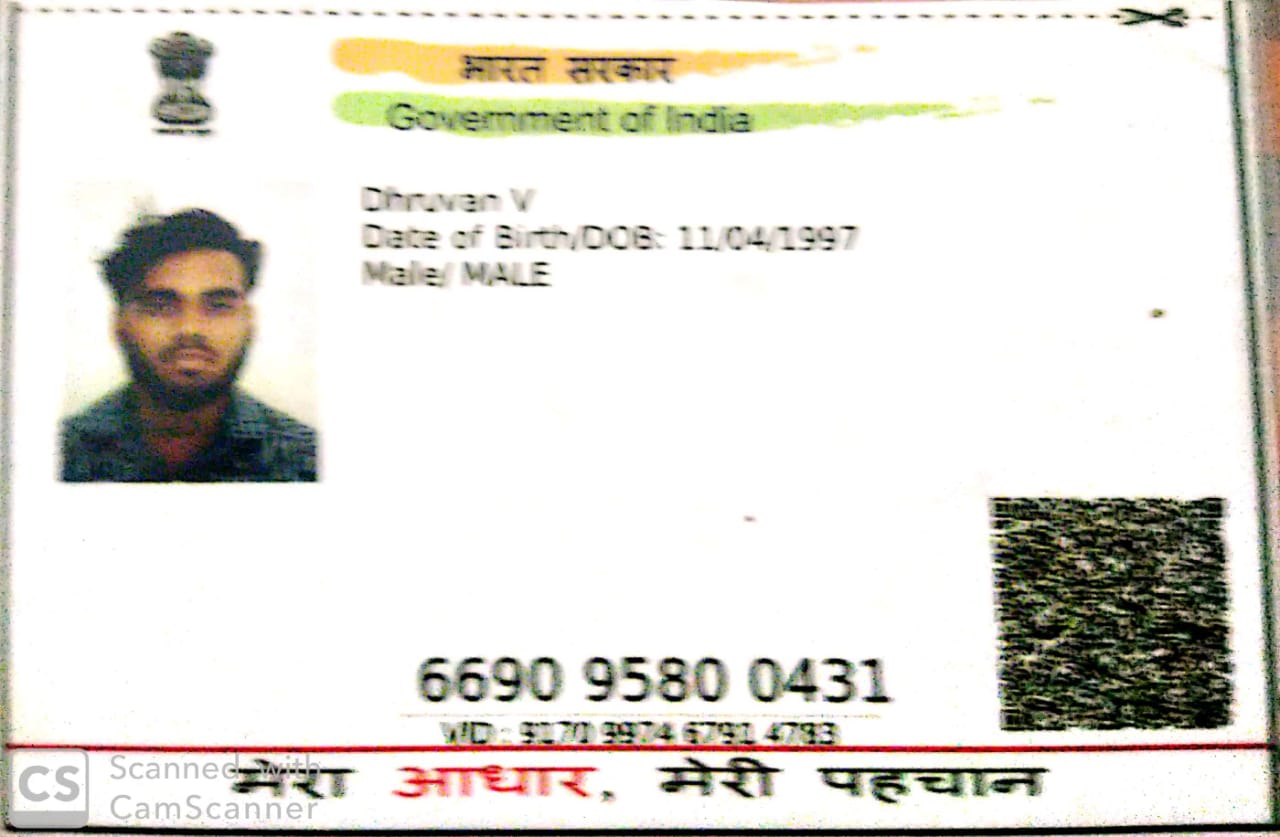 भारत सरकार
Government of India
Dhruvan V
Date of Birth/DOB: 11/04/1997
Male/ MALE
6690 9580 0431
VID : 9170 9974 6791 4783
मेरा आधार, मेरी पहचान
CS
Scanned with
CamScanner